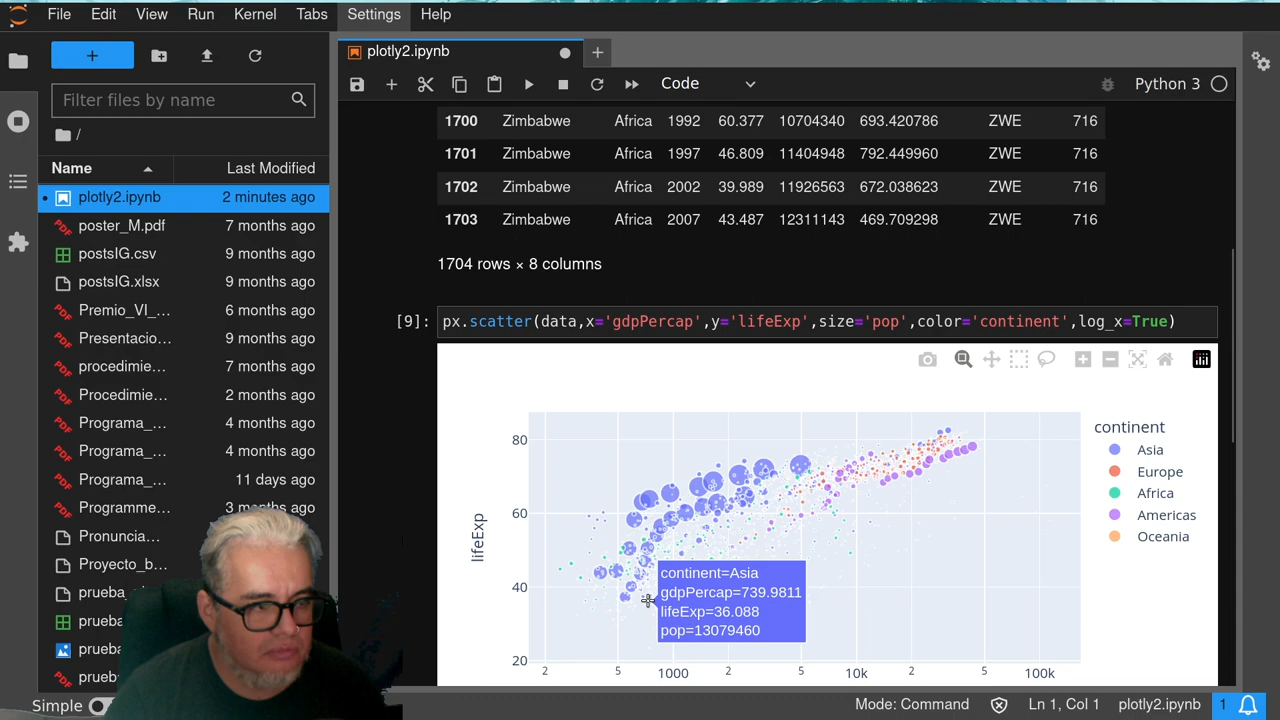 File Edit View Run Kernel Tabs Settings Help
plotly2.ipynb
Filter files by name
Code
Python 3
/
Name Last Modified
plotly2.ipynb 2 minutes ago
poster_M.pdf 7 months ago
postsIG.csv 9 months ago
postsIG.xlsx 9 months ago
Premio_VI_... 6 months ago
Presentacio... 9 months ago
procedimie... 7 months ago
Procedimie... 2 months ago
Programa_... 4 months ago
Programa_... 4 months ago
Programa_... 11 days ago
Programme... 3 months ago
Pronuncia...
Proyecto_b...
prueba_
prueba
prueba
prueb
1700 Zimbabwe Africa 1992 60.377 10704340 693.420786 ZWE 716
1701 Zimbabwe Africa 1997 46.809 11404948 792.449960 ZWE 716
1702 Zimbabwe Africa 2002 39.989 11926563 672.038623 ZWE 716
1703 Zimbabwe Africa 2007 43.487 12311143 469.709298 ZWE 716
1704 rows × 8 columns
[9]: px.scatter(data,x='gdpPercap',y='lifeExp',size='pop',color='continent',log_x=True)
continent
Asia
Europe
Africa
Americas
Oceania
lifeExp
80
60
40
20
continent=Asia
gdpPercap=739.9811
lifeExp=36.088
pop=13079460
2 5 1000 2 5 10k 2 5 100k
Simple
Mode: Command
Ln 1, Col 1
plotly2.ipynb
1